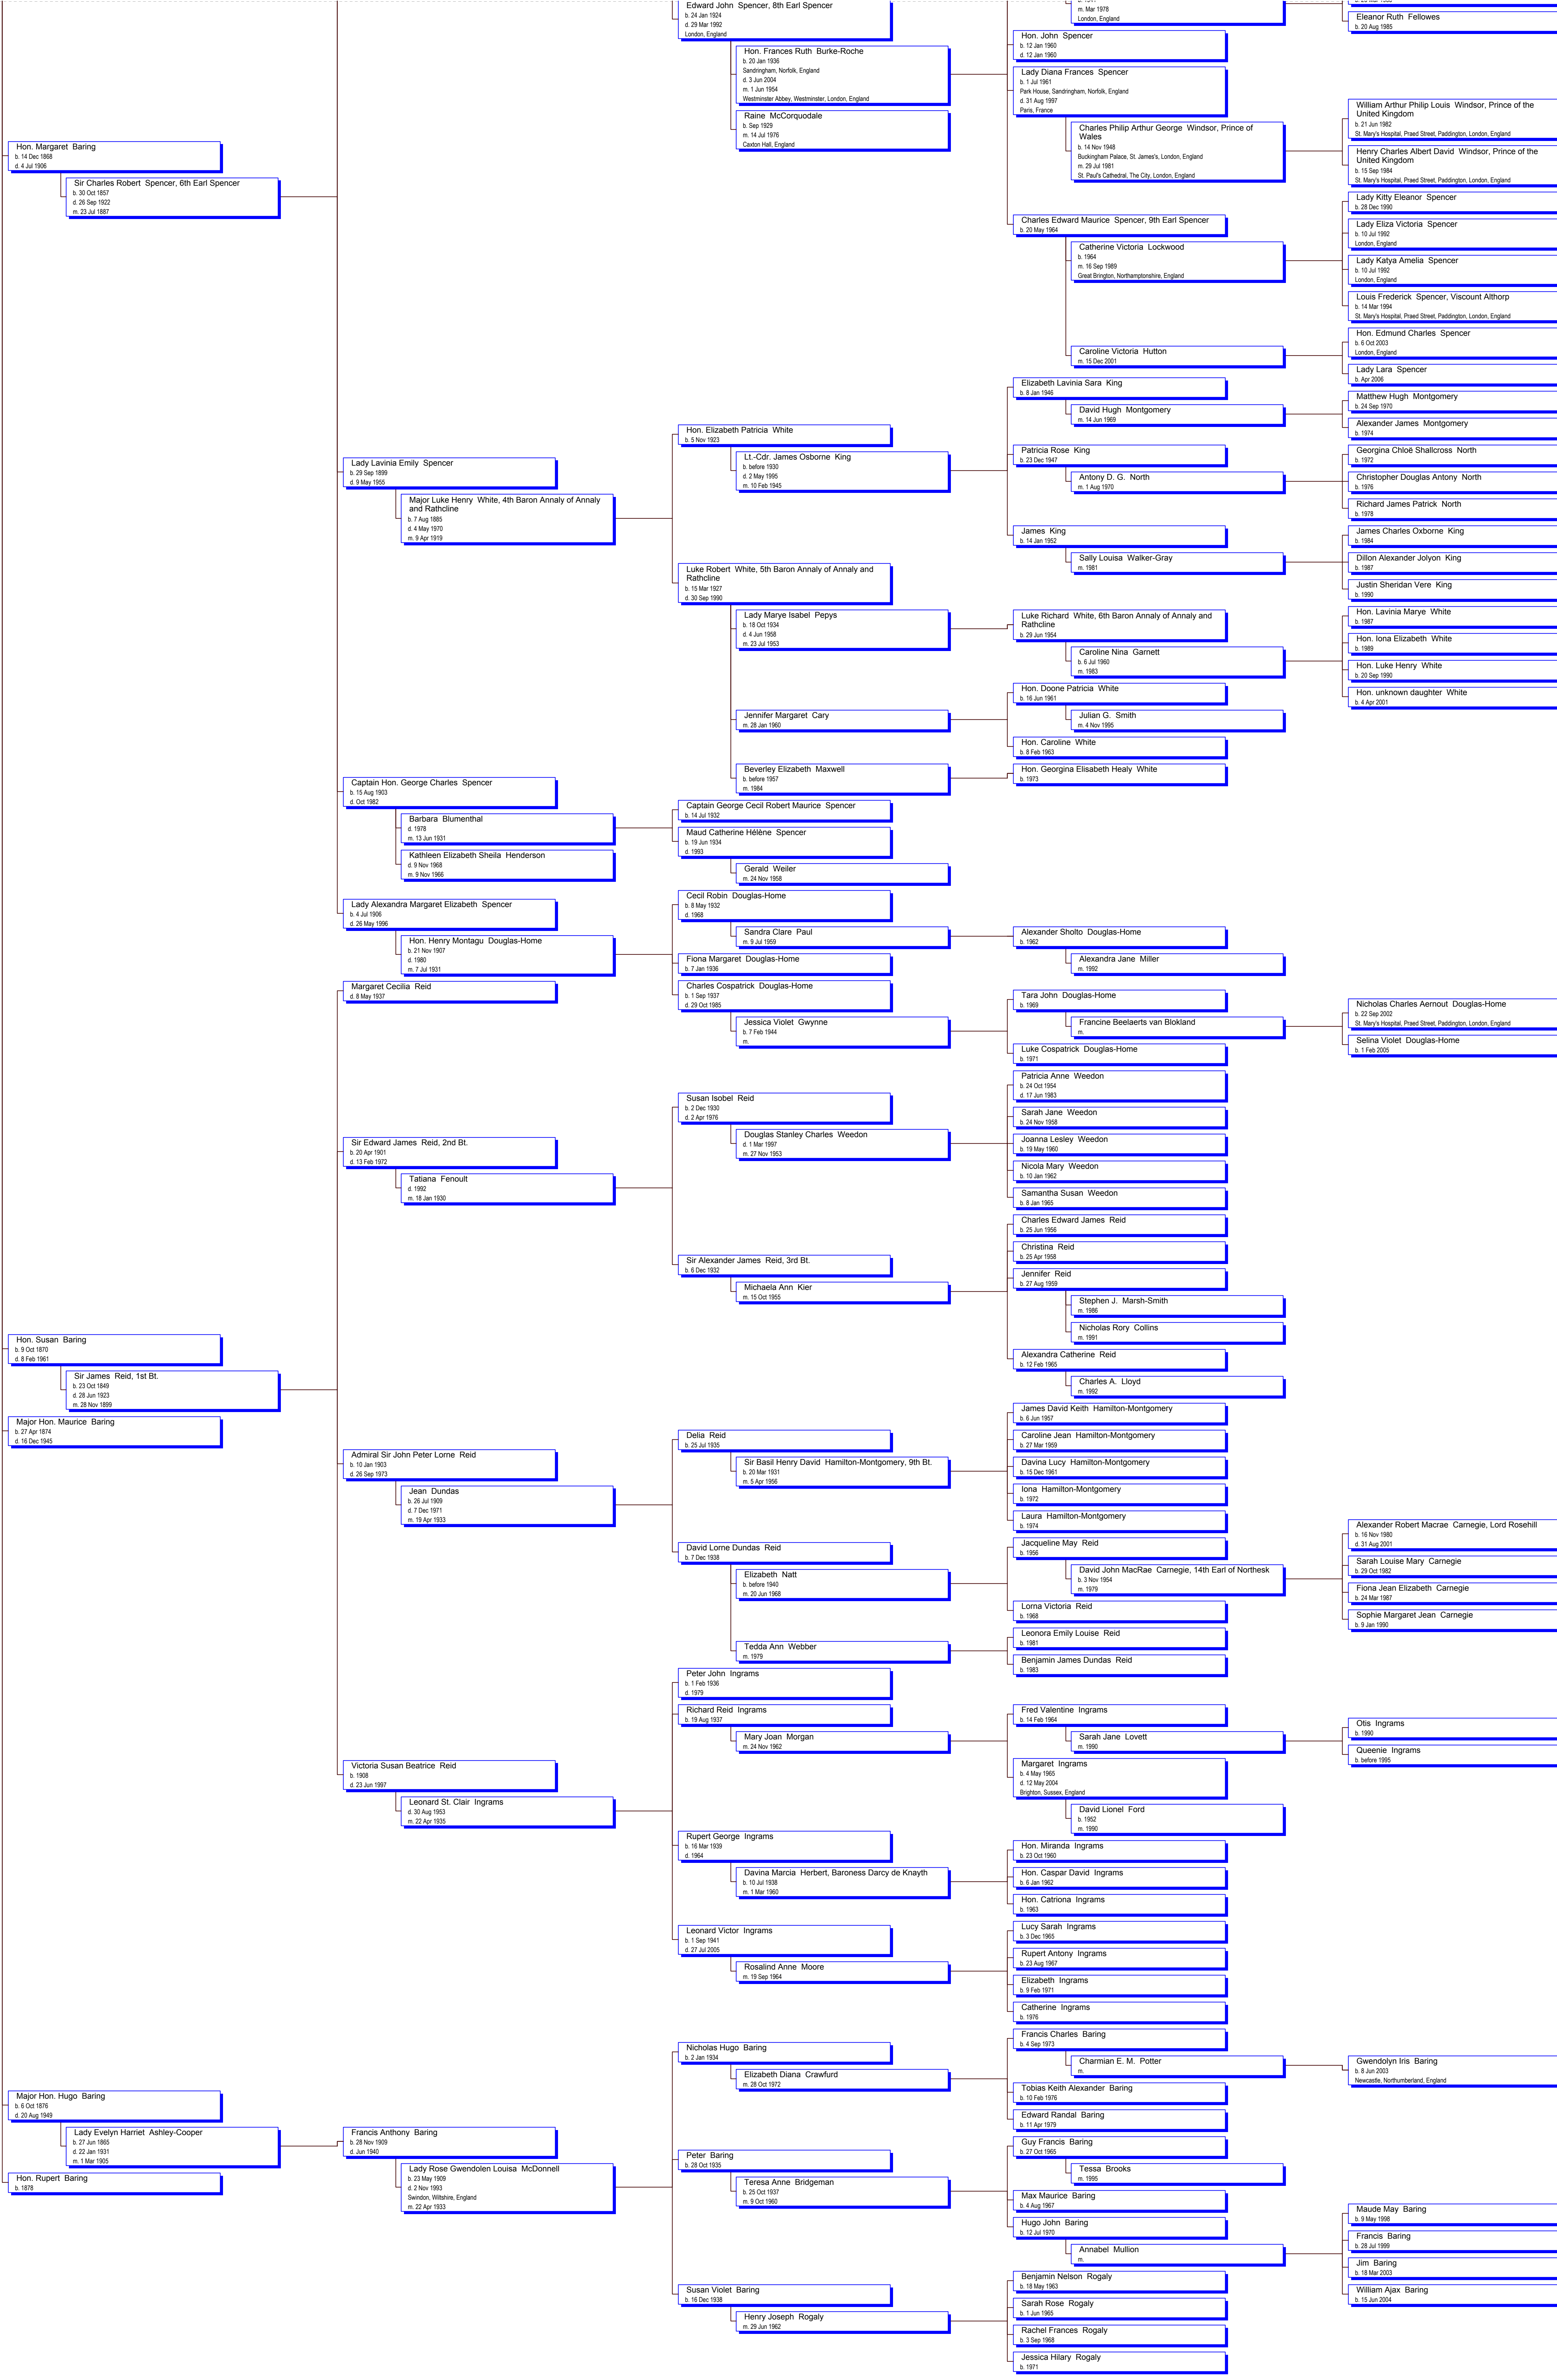 Edward John  Spencer, 8th Earl Spencer
b. 24 Jan 1924
d. 29 Mar 1992
London, England
m. Mar 1978
London, England
Eleanor Ruth  Fellowes
b. 20 Aug 1985
Hon. Frances Ruth  Burke-Roche
b. 20 Jan 1936
Sandringham, Norfolk, England
d. 3 Jun 2004
m. 1 Jun 1954
Westminster Abbey, Westminster, London, England
Raine  McCorquodale
b. Sep 1929
m. 14 Jul 1976
Caxton Hall, England
Hon. John  Spencer
b. 12 Jan 1960
d. 12 Jan 1960
Lady Diana Frances  Spencer
b. 1 Jul 1961
Park House, Sandringham, Norfolk, England
d. 31 Aug 1997
Paris, France
Charles Philip Arthur George  Windsor, Prince of
Wales
b. 14 Nov 1948
Buckingham Palace, St. James's, London, England
m. 29 Jul 1981
St. Paul's Cathedral, The City, London, England
William Arthur Philip Louis  Windsor, Prince of the
United Kingdom
b. 21 Jun 1982
St. Mary's Hospital, Praed Street, Paddington, London, England
Henry Charles Albert David  Windsor, Prince of the
United Kingdom
b. 15 Sep 1984
St. Mary's Hospital, Praed Street, Paddington, London, England
Hon. Margaret  Baring
b. 14 Dec 1868
d. 4 Jul 1906
Sir Charles Robert  Spencer, 6th Earl Spencer
b. 30 Oct 1857
d. 26 Sep 1922
m. 23 Jul 1887
Charles Edward Maurice  Spencer, 9th Earl Spencer
b. 20 May 1964
Catherine Victoria  Lockwood
b. 1964
m. 16 Sep 1989
Great Brington, Northamptonshire, England
Lady Kitty Eleanor  Spencer
b. 28 Dec 1990
Lady Eliza Victoria  Spencer
b. 10 Jul 1992
London, England
Lady Katya Amelia  Spencer
b. 10 Jul 1992
London, England
Louis Frederick  Spencer, Viscount Althorp
b. 14 Mar 1994
St. Mary's Hospital, Praed Street, Paddington, London, England
Caroline Victoria  Hutton
m. 15 Dec 2001
Hon. Edmund Charles  Spencer
b. 6 Oct 2003
London, England
Lady Lara  Spencer
b. Apr 2006
Lady Lavinia Emily  Spencer
b. 29 Sep 1899
d. 9 May 1955
Major Luke Henry  White, 4th Baron Annaly of Annaly
and Rathcline
b. 7 Aug 1885
d. 4 May 1970
m. 9 Apr 1919
Hon. Elizabeth Patricia  White
b. 5 Nov 1923
Lt.-Cdr. James Osborne  King
b. before 1930
d. 2 May 1995
m. 10 Feb 1945
Elizabeth Lavinia Sara  King
b. 8 Jan 1946
David Hugh  Montgomery
m. 14 Jun 1969
Matthew Hugh  Montgomery
b. 24 Sep 1970
Alexander James  Montgomery
b. 1974
Patricia Rose  King
b. 23 Dec 1947
Antony D. G.  North
m. 1 Aug 1970
Georgina Chloë Shallcross  North
b. 1972
Christopher Douglas Antony  North
b. 1976
Richard James Patrick  North
b. 1978
James  King
b. 14 Jan 1952
Sally Louisa  Walker-Gray
m. 1981
James Charles Oxborne  King
b. 1984
Dillon Alexander Jolyon  King
b. 1987
Justin Sheridan Vere  King
b. 1990
Luke Robert  White, 5th Baron Annaly of Annaly and
Rathcline
b. 15 Mar 1927
d. 30 Sep 1990
Lady Marye Isabel  Pepys
b. 18 Oct 1934
d. 4 Jun 1958
m. 23 Jul 1953
Luke Richard  White, 6th Baron Annaly of Annaly and
Rathcline
b. 29 Jun 1954
Caroline Nina  Garnett
b. 6 Jul 1960
m. 1983
Hon. Lavinia Marye  White
b. 1987
Hon. Iona Elizabeth  White
b. 1989
Hon. Luke Henry  White
b. 20 Sep 1990
Hon. unknown daughter  White
b. 4 Apr 2001
Jennifer Margaret  Cary
m. 28 Jan 1960
Hon. Doone Patricia  White
b. 16 Jun 1961
Julian G.  Smith
m. 4 Nov 1995
Hon. Caroline  White
b. 8 Feb 1963
Beverley Elizabeth  Maxwell
b. before 1957
m. 1984
Hon. Georgina Elisabeth Healy  White
b. 1973
Captain Hon. George Charles  Spencer
b. 15 Aug 1903
d. Oct 1982
Barbara  Blumenthal
d. 1978
m. 13 Jun 1931
Kathleen Elizabeth Sheila  Henderson
d. 9 Nov 1968
m. 9 Nov 1966
Captain George Cecil Robert Maurice  Spencer
b. 14 Jul 1932
Maud Catherine Hélène  Spencer
b. 19 Jun 1934
d. 1993
Gerald  Weiler
m. 24 Nov 1958
Lady Alexandra Margaret Elizabeth  Spencer
b. 4 Jul 1906
d. 26 May 1996
Hon. Henry Montagu  Douglas-Home
b. 21 Nov 1907
d. 1980
m. 7 Jul 1931
Cecil Robin  Douglas-Home
b. 8 May 1932
d. 1968
Sandra Clare  Paul
m. 9 Jul 1959
Alexander Sholto  Douglas-Home
b. 1962
Alexandra Jane  Miller
m. 1992
Fiona Margaret  Douglas-Home
b. 7 Jan 1936
Charles Cospatrick  Douglas-Home
b. 1 Sep 1937
d. 29 Oct 1985
Jessica Violet  Gwynne
b. 7 Feb 1944
m.
Tara John  Douglas-Home
b. 1969
Francine Beelaerts van Blokland
m.
Nicholas Charles Aernout  Douglas-Home
b. 22 Sep 2002
St. Mary's Hospital, Praed Street, Paddington, London, England
Selina Violet  Douglas-Home
b. 1 Feb 2005
Luke Cospatrick  Douglas-Home
b. 1971
Margaret Cecilia  Reid
d. 8 May 1937
Hon. Susan  Baring
b. 9 Oct 1870
d. 8 Feb 1961
Sir James  Reid, 1st Bt.
b. 23 Oct 1849
d. 28 Jun 1923
m. 28 Nov 1899
Sir Edward James  Reid, 2nd Bt.
b. 20 Apr 1901
d. 13 Feb 1972
Tatiana  Fenoult
d. 1992
m. 18 Jan 1930
Susan Isobel  Reid
b. 2 Dec 1930
d. 2 Apr 1976
Douglas Stanley Charles  Weedon
d. 1 Mar 1997
m. 27 Nov 1953
Patricia Anne  Weedon
b. 24 Oct 1954
d. 17 Jun 1983
Sarah Jane  Weedon
b. 24 Nov 1958
Joanna Lesley  Weedon
b. 19 May 1960
Nicola Mary  Weedon
b. 10 Jan 1962
Samantha Susan  Weedon
b. 8 Jan 1965
Sir Alexander James  Reid, 3rd Bt.
b. 6 Dec 1932
Michaela Ann  Kier
m. 15 Oct 1955
Charles Edward James  Reid
b. 25 Jun 1956
Christina  Reid
b. 25 Apr 1958
Jennifer  Reid
b. 27 Aug 1959
Stephen J.  Marsh-Smith
m. 1986
Nicholas Rory  Collins
m. 1991
Alexandra Catherine  Reid
b. 12 Feb 1965
Charles A.  Lloyd
m. 1992
Major Hon. Maurice  Baring
b. 27 Apr 1874
d. 16 Dec 1945
Admiral Sir John Peter Lorne  Reid
b. 10 Jan 1903
d. 26 Sep 1973
Jean  Dundas
b. 26 Jul 1909
d. 7 Dec 1971
m. 19 Apr 1933
Delia  Reid
b. 25 Jul 1935
Sir Basil Henry David  Hamilton-Montgomery, 9th Bt.
b. 20 Mar 1931
m. 5 Apr 1956
James David Keith  Hamilton-Montgomery
b. 6 Jun 1957
Caroline Jean  Hamilton-Montgomery
b. 27 Mar 1959
Davina Lucy  Hamilton-Montgomery
b. 15 Dec 1961
Iona  Hamilton-Montgomery
b. 1972
Laura  Hamilton-Montgomery
b. 1974
David Lorne Dundas  Reid
b. 7 Dec 1938
Elizabeth  Natt
b. before 1940
m. 20 Jun 1968
Jacqueline May  Reid
b. 1956
David John MacRae  Carnegie, 14th Earl of Northesk
b. 3 Nov 1954
m. 1979
Alexander Robert Macrae  Carnegie, Lord Rosehill
b. 16 Nov 1980
d. 31 Aug 2001
Sarah Louise Mary  Carnegie
b. 29 Oct 1982
Fiona Jean Elizabeth  Carnegie
b. 24 Mar 1987
Sophie Margaret Jean  Carnegie
b. 9 Jan 1990
Lorna Victoria  Reid
b. 1968
Tedda Ann  Webber
m. 1979
Leonora Emily Louise  Reid
b. 1981
Benjamin James Dundas  Reid
b. 1983
Victoria Susan Beatrice  Reid
b. 1908
d. 23 Jun 1997
Leonard St. Clair  Ingrams
d. 30 Aug 1953
m. 22 Apr 1935
Peter John  Ingrams
b. 1 Feb 1936
d. 1979
Richard Reid  Ingrams
b. 19 Aug 1937
Mary Joan  Morgan
m. 24 Nov 1962
Fred Valentine  Ingrams
b. 14 Feb 1964
Sarah Jane  Lovett
m. 1990
Otis  Ingrams
b. 1990
Queenie  Ingrams
b. before 1995
Margaret  Ingrams
b. 4 May 1965
d. 12 May 2004
Brighton, Sussex, England
David Lionel  Ford
b. 1952
m. 1990
Rupert George  Ingrams
b. 16 Mar 1939
d. 1964
Davina Marcia  Herbert, Baroness Darcy de Knayth
b. 10 Jul 1938
m. 1 Mar 1960
Hon. Miranda  Ingrams
b. 23 Oct 1960
Hon. Caspar David  Ingrams
b. 6 Jan 1962
Hon. Catriona  Ingrams
b. 1963
Leonard Victor  Ingrams
b. 1 Sep 1941
d. 27 Jul 2005
Rosalind Anne  Moore
m. 19 Sep 1964
Lucy Sarah  Ingrams
b. 3 Dec 1965
Rupert Antony  Ingrams
b. 23 Aug 1967
Elizabeth  Ingrams
b. 9 Feb 1971
Catherine  Ingrams
b. 1976
Major Hon. Hugo  Baring
b. 6 Oct 1876
d. 20 Aug 1949
Lady Evelyn Harriet  Ashley-Cooper
b. 27 Jun 1865
d. 22 Jan 1931
m. 1 Mar 1905
Francis Anthony  Baring
b. 28 Nov 1909
d. Jun 1940
Lady Rose Gwendolen Louisa  McDonnell
b. 23 May 1909
d. 2 Nov 1993
Swindon, Wiltshire, England
m. 22 Apr 1933
Nicholas Hugo  Baring
b. 2 Jan 1934
Elizabeth Diana  Crawfurd
m. 28 Oct 1972
Francis Charles  Baring
b. 4 Sep 1973
Charmian E. M.  Potter
m.
Gwendolyn Iris  Baring
b. 8 Jun 2003
Newcastle, Northumberland, England
Tobias Keith Alexander  Baring
b. 10 Feb 1976
Edward Randal  Baring
b. 11 Apr 1979
Peter  Baring
b. 28 Oct 1935
Teresa Anne  Bridgeman
b. 25 Oct 1937
m. 9 Oct 1960
Guy Francis  Baring
b. 27 Oct 1965
Tessa  Brooks
m. 1995
Max Maurice  Baring
b. 4 Aug 1967
Hugo John  Baring
b. 12 Jul 1970
Annabel  Mullion
m.
Maude May  Baring
b. 9 May 1998
Francis  Baring
b. 28 Jul 1999
Jim  Baring
b. 18 Mar 2003
William Ajax  Baring
b. 15 Jun 2004
Susan Violet  Baring
b. 16 Dec 1938
Henry Joseph  Rogaly
m. 29 Jun 1962
Benjamin Nelson  Rogaly
b. 18 May 1963
Sarah Rose  Rogaly
b. 1 Jun 1965
Rachel Frances  Rogaly
b. 3 Sep 1968
Jessica Hilary  Rogaly
b. 1971
Hon. Rupert  Baring
b. 1878